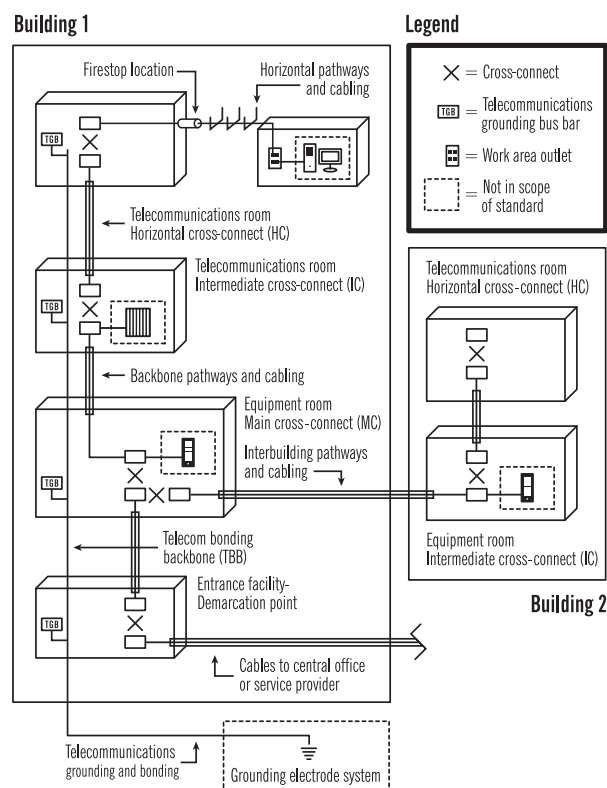 Building 1
Firestop location
Horizontal pathways
and cabling
TGB
Telecommunications room
Horizontal cross-connect (HC)
Telecommunications room
Intermediate cross-connect (IC)
TGB
Backbone pathways and cabling
Equipment room
Main cross-connect (MC)
Interbuilding pathways
and cabling
TGB
Telecom bonding
backbone (TBB)
Entrance facility-
Demarcation point
TGB
Cables to central office
or service provider
Telecommunications
grounding and bonding
Grounding electrode system
Legend
= Cross-connect
TGB = Telecommunications
grounding bus bar
= Work area outlet
= Not in scope
of standard
Telecommunications room
Horizontal cross-connect (HC)
Equipment room
Intermediate cross-connect (IC)
Building 2